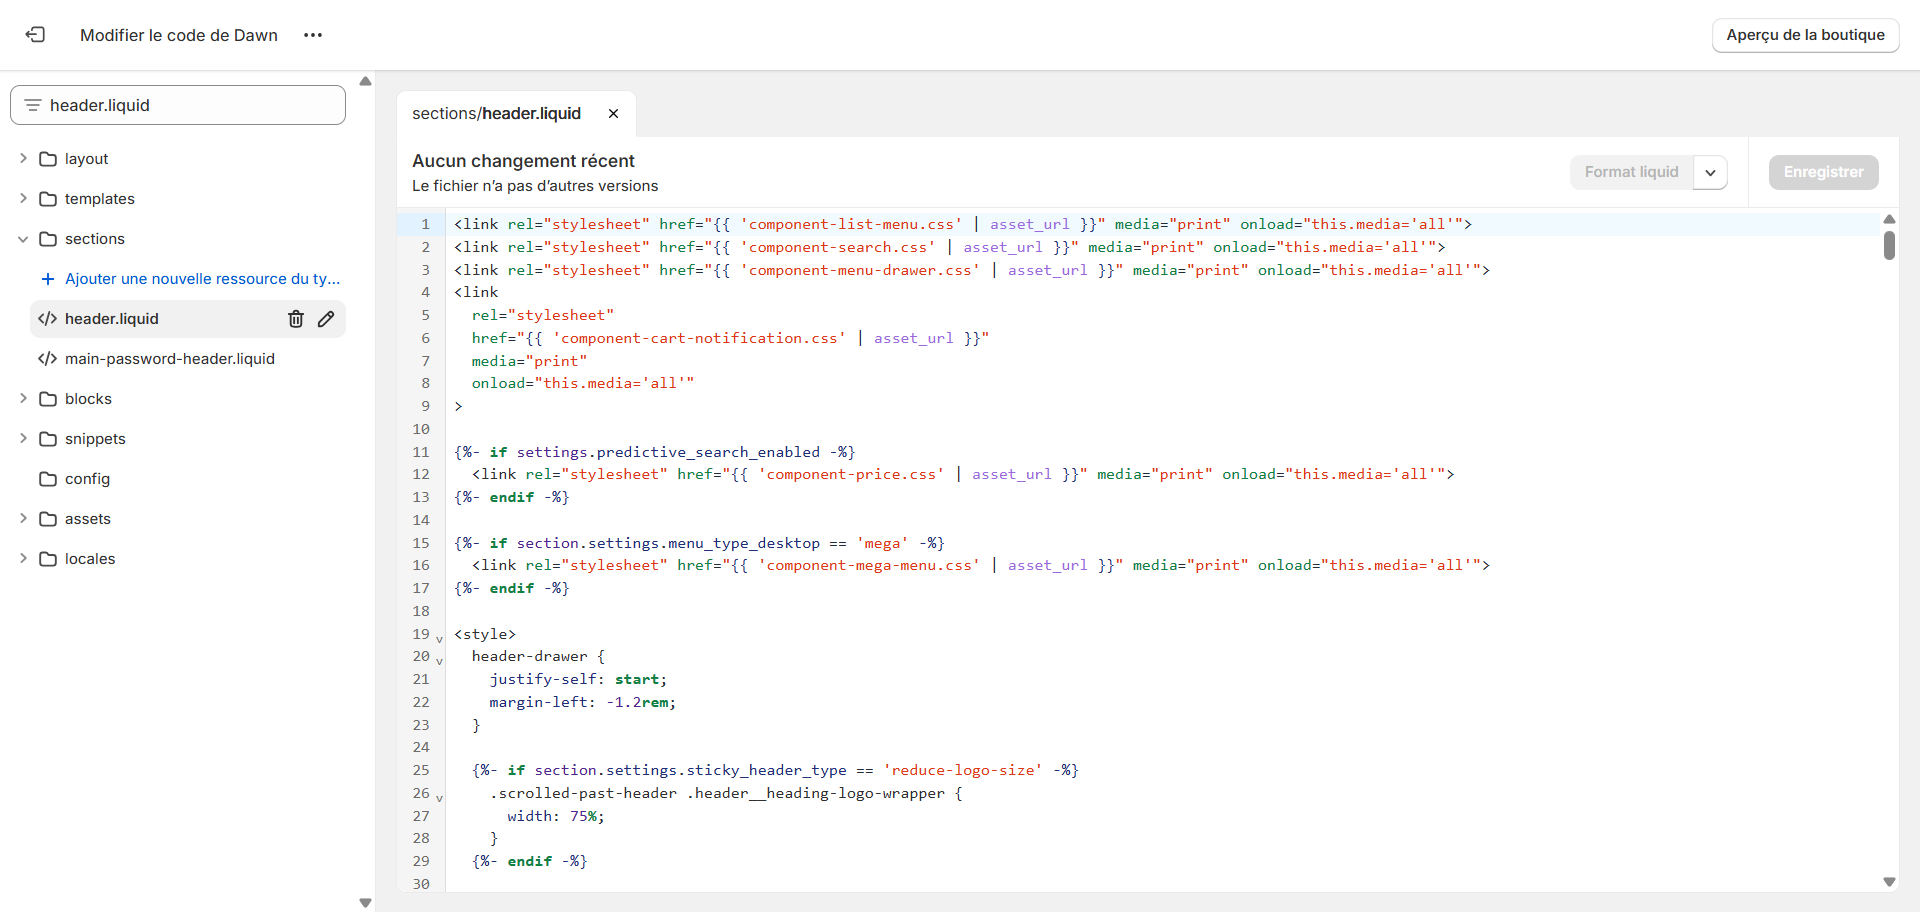 Modifier le code de Dawn
Aperçu de la boutique
header.liquid
layout
templates
sections
Ajouter une nouvelle ressource du ty...
header.liquid
main-password-header.liquid
blocks
snippets
config
assets
locales
sections/header.liquid
Aucun changement récent
Le fichier n’a pas d’autres versions
Format liquid
Enregistrer
1 <link rel="stylesheet" href="{{ 'component-list-menu.css' | asset_url }}" media="print" onload="this.media='all'">
2 <link rel="stylesheet" href="{{ 'component-search.css' | asset_url }}" media="print" onload="this.media='all'">
3 <link rel="stylesheet" href="{{ 'component-menu-drawer.css' | asset_url }}" media="print" onload="this.media='all'">
4 <link
5 rel="stylesheet"
6 href="{{ 'component-cart-notification.css' | asset_url }}"
7 media="print"
8 onload="this.media='all'"
9 >
10
11 {%- if settings.predictive_search_enabled -%}
12 <link rel="stylesheet" href="{{ 'component-price.css' | asset_url }}" media="print" onload="this.media='all'">
13 {%- endif -%}
14
15 {%- if section.settings.menu_type_desktop == 'mega' -%}
16 <link rel="stylesheet" href="{{ 'component-mega-menu.css' | asset_url }}" media="print" onload="this.media='all'">
17 {%- endif -%}
18
19 <style>
20 header-drawer {
21 justify-self: start;
22 margin-left: -1.2rem;
23 }
24
25 {%- if section.settings.sticky_header_type == 'reduce-logo-size' -%}
26 .scrolled-past-header .header__heading-logo-wrapper {
27 width: 75%;
28 }
29 {%- endif -%}
30